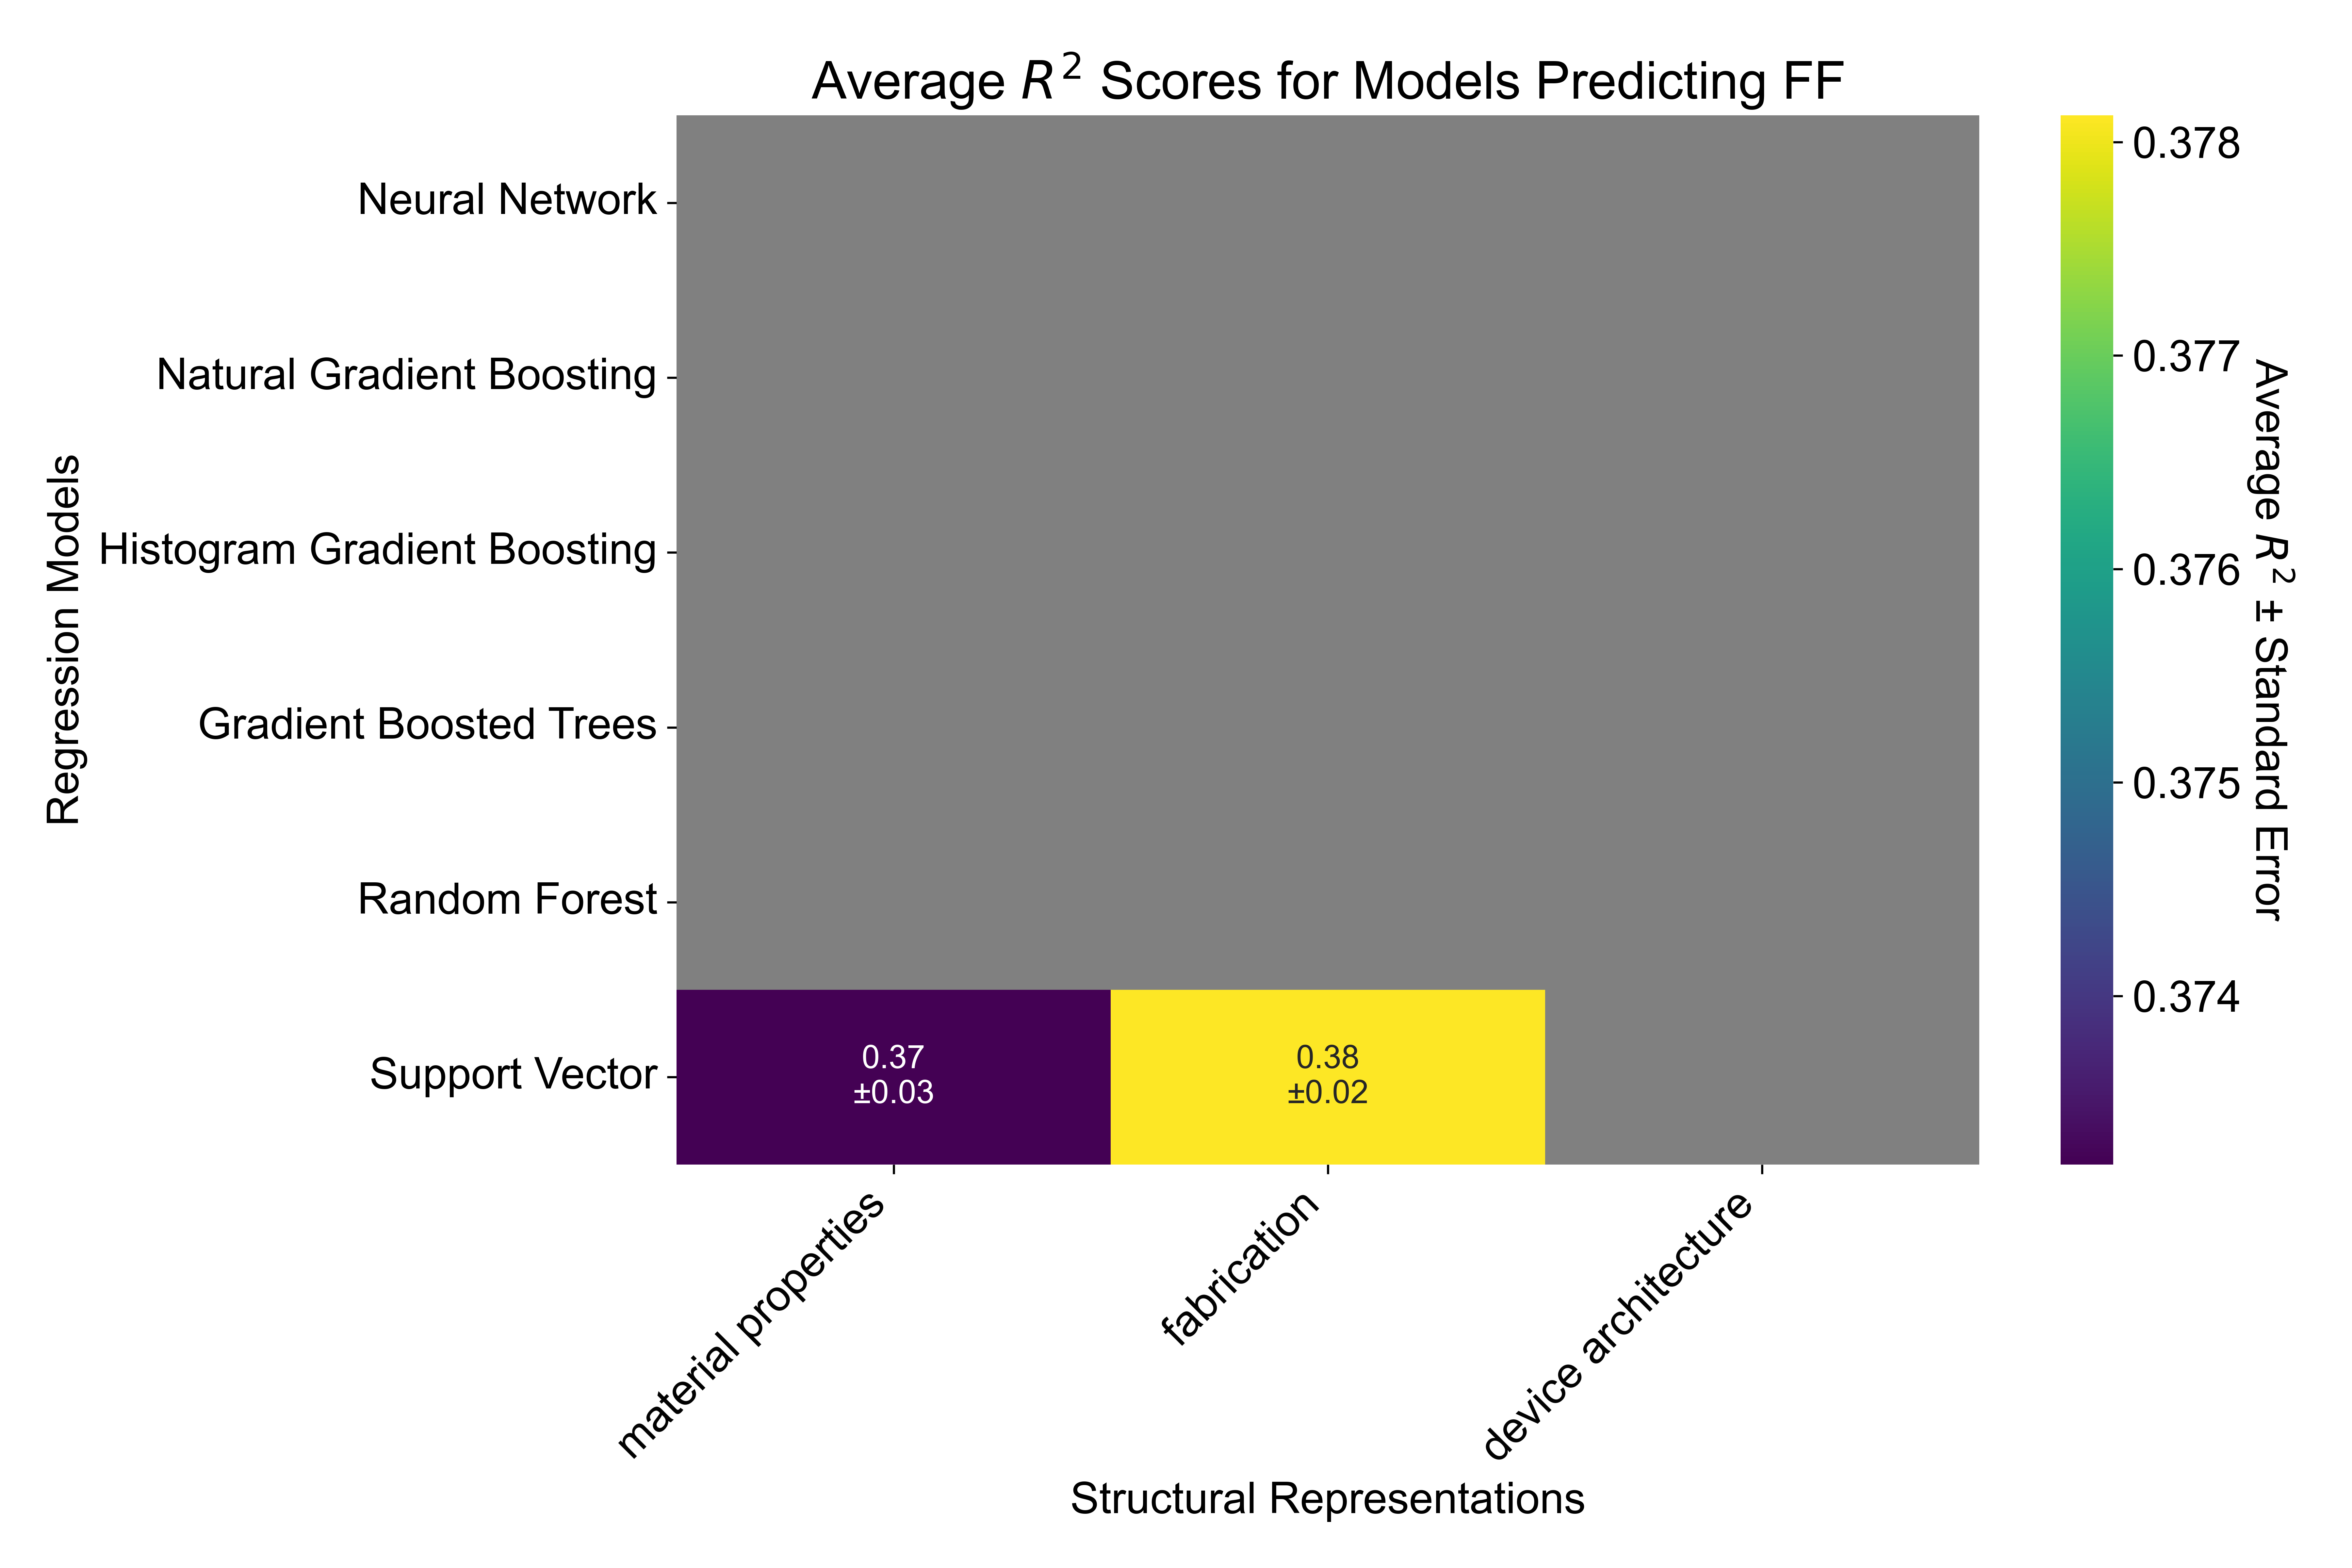 Average R² Scores for Models Predicting FF
Regression Models
Neural Network
Natural Gradient Boosting
Histogram Gradient Boosting
Gradient Boosted Trees
Random Forest
Support Vector
0.37
±0.03
0.38
±0.02
material properties
fabrication
device architecture
Structural Representations
0.378
0.377
0.376
0.375
0.374
Average R² ± Standard Error